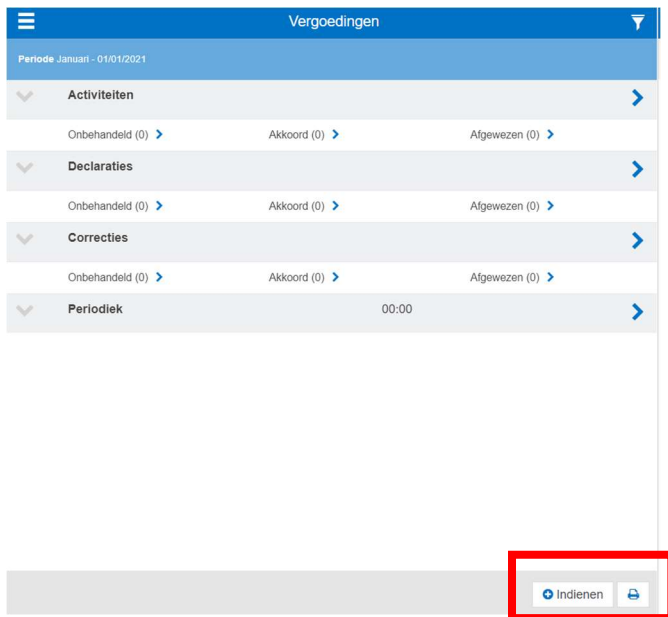 Vergoedingen
Periode Januari - 01/01/2021
Activiteiten
Onbehandeld (0) Akkoord (0) Afgewezen (0)
Declaraties
Onbehandeld (0) Akkoord (0) Afgewezen (0)
Correcties
Onbehandeld (0) Akkoord (0) Afgewezen (0)
Periodiek 00:00
Indienen